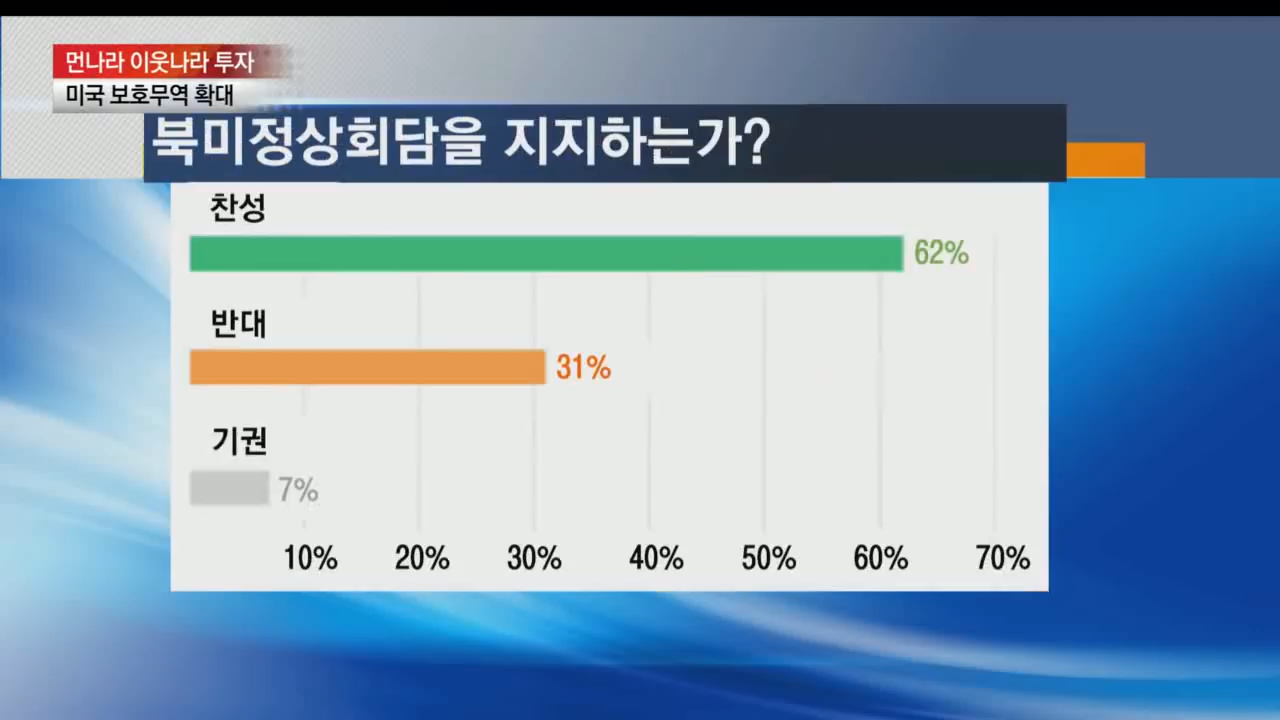 먼나라 이웃나라 투자
미국 보호무역 확대
북미정상회담을 지지하는가?
찬성
62%
반대
31%
기권
7%
10% 20% 30% 40% 50% 60% 70%